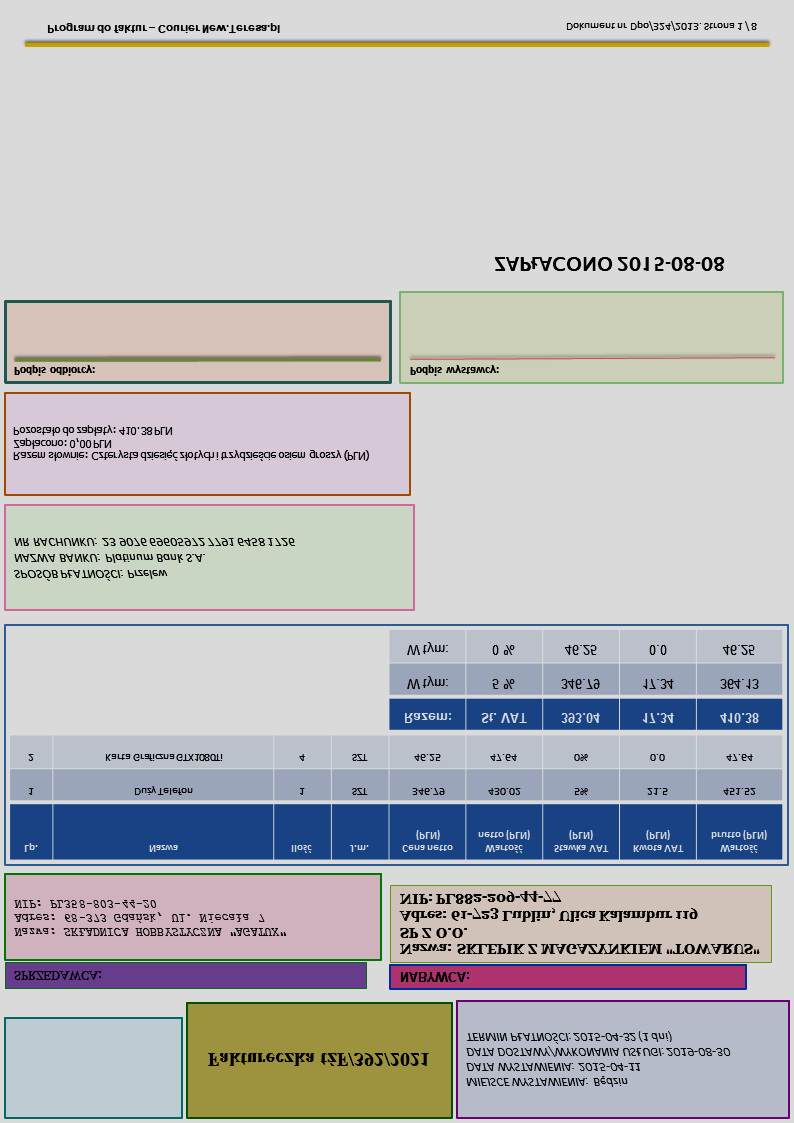 Faktureczka tźF/392/2021
MIEJSCE WYSTAWIENIA: Będzin
DATA WYSTAWIENIA: 2015-04-11
DATA DOSTAWY/WYKONANIA USŁUGI: 2019-08-30
TERMIN PŁATNOŚCI: 2015-04-32 (1 dni)
SPRZEDAWCA:
Nazwa: SKŁADNICA HOBBYSTYCZNA "AGATUX"
Adres: 68-373 Gdańsk, Ul. Niecała 7
NIP: PL358-803-44-20
NABYWCA:
Nazwa: SKLEPIK Z MAGAZYNKIEM "TOWARUS"
SP Z O.O.
Adres: 61-723 Lublin, Ulica Kalambur 119
NIP: PL882-209-44-77
Lp. Nazwa Ilość J.m. Cena netto (PLN) Wartość netto (PLN) Stawka VAT (PLN) Kwota VAT (PLN) Wartość brutto (PLN)
1 Duży Telefon 1 SZT 346.79 430.02 5% 21.5 451.52
2 Karta Graficzna GTX1080Ti 4 SZT 46.25 47.64 0% 0.0 47.64
Razem: St. VAT 393.04 17.34 410.38
W tym: 5 % 346.79 17.34 364.13
W tym: 0 % 46.25 0.0 46.25
SPOSÓB PŁATNOŚCI: Przelew
NAZWA BANKU: Platinum Bank S.A.
NR RACHUNKU: 23 9076 6960 5972 7791 6458 1726
Razem słownie: Czterysta dziesięć złotych i trzydzieście osiem groszy (PLN)
Zapłacono: 0,00 PLN
Pozostało do zapłaty: 410.38 PLN
Podpis odbiorcy:
Podpis wystawcy:
ZAPŁACONO 2015-08-08
Program do faktur – Courier New.Teresa.pl
Dokument nr Dpo/324/2013. Strona 1 / 8